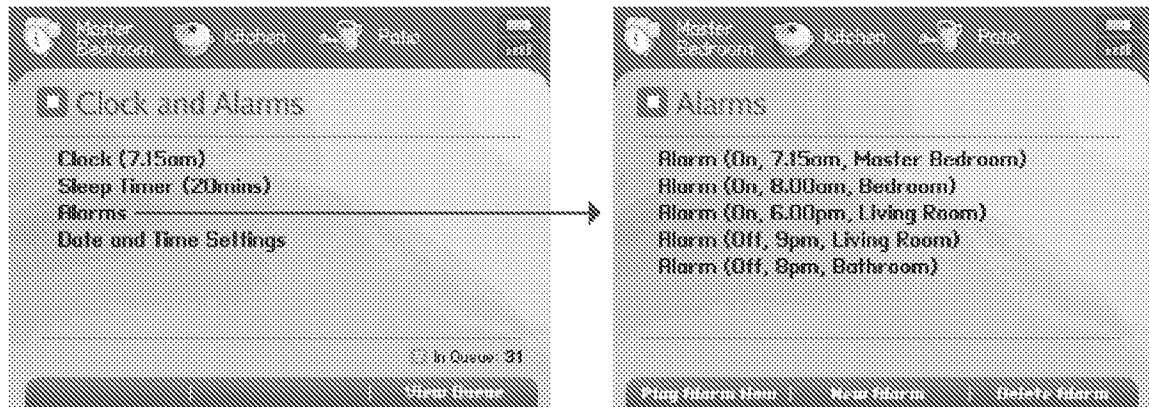 Master
Bedroom
Kitchen
Patio
Clock and Alarms
Clock (7.15am)
Sleep Timer (20mins)
Alarms
Date and Time Settings
In Queue: 31
View Queue
Master
Bedroom
Kitchen
Patio
Alarms
Alarm (On, 7.15am, Master Bedroom)
Alarm (On, 8.00am, Bedroom)
Alarm (On, 6.00pm, Living Room)
Alarm (Off, 9pm, Living Room)
Alarm (Off, 8pm, Bathroom)
Play Alarm Now
New Alarm
Delete Alarm